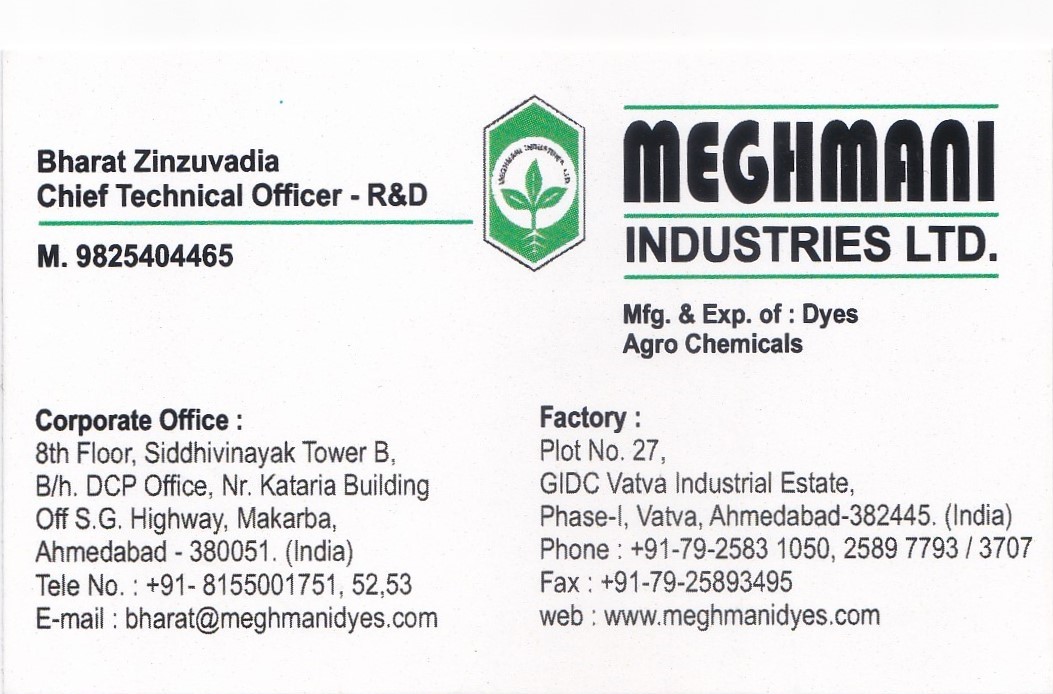 Bharat Zinzuvadia
Chief Technical Officer - R&D
M. 9825404465
MEGHMANI INDUSTRIES LTD.
MEGHMANI
INDUSTRIES LTD.
Mfg. & Exp. of : Dyes
Agro Chemicals
Corporate Office :
8th Floor, Siddhivinayak Tower B,
B/h. DCP Office, Nr. Kataria Building
Off S.G. Highway, Makarba,
Ahmedabad - 380051. (India)
Tele No. : +91- 8155001751, 52,53
E-mail : bharat@meghmanidyes.com
Factory :
Plot No. 27,
GIDC Vatva Industrial Estate,
Phase-I, Vatva, Ahmedabad-382445. (India)
Phone : +91-79-2583 1050, 2589 7793 / 3707
Fax : +91-79-25893495
web : www.meghmanidyes.com